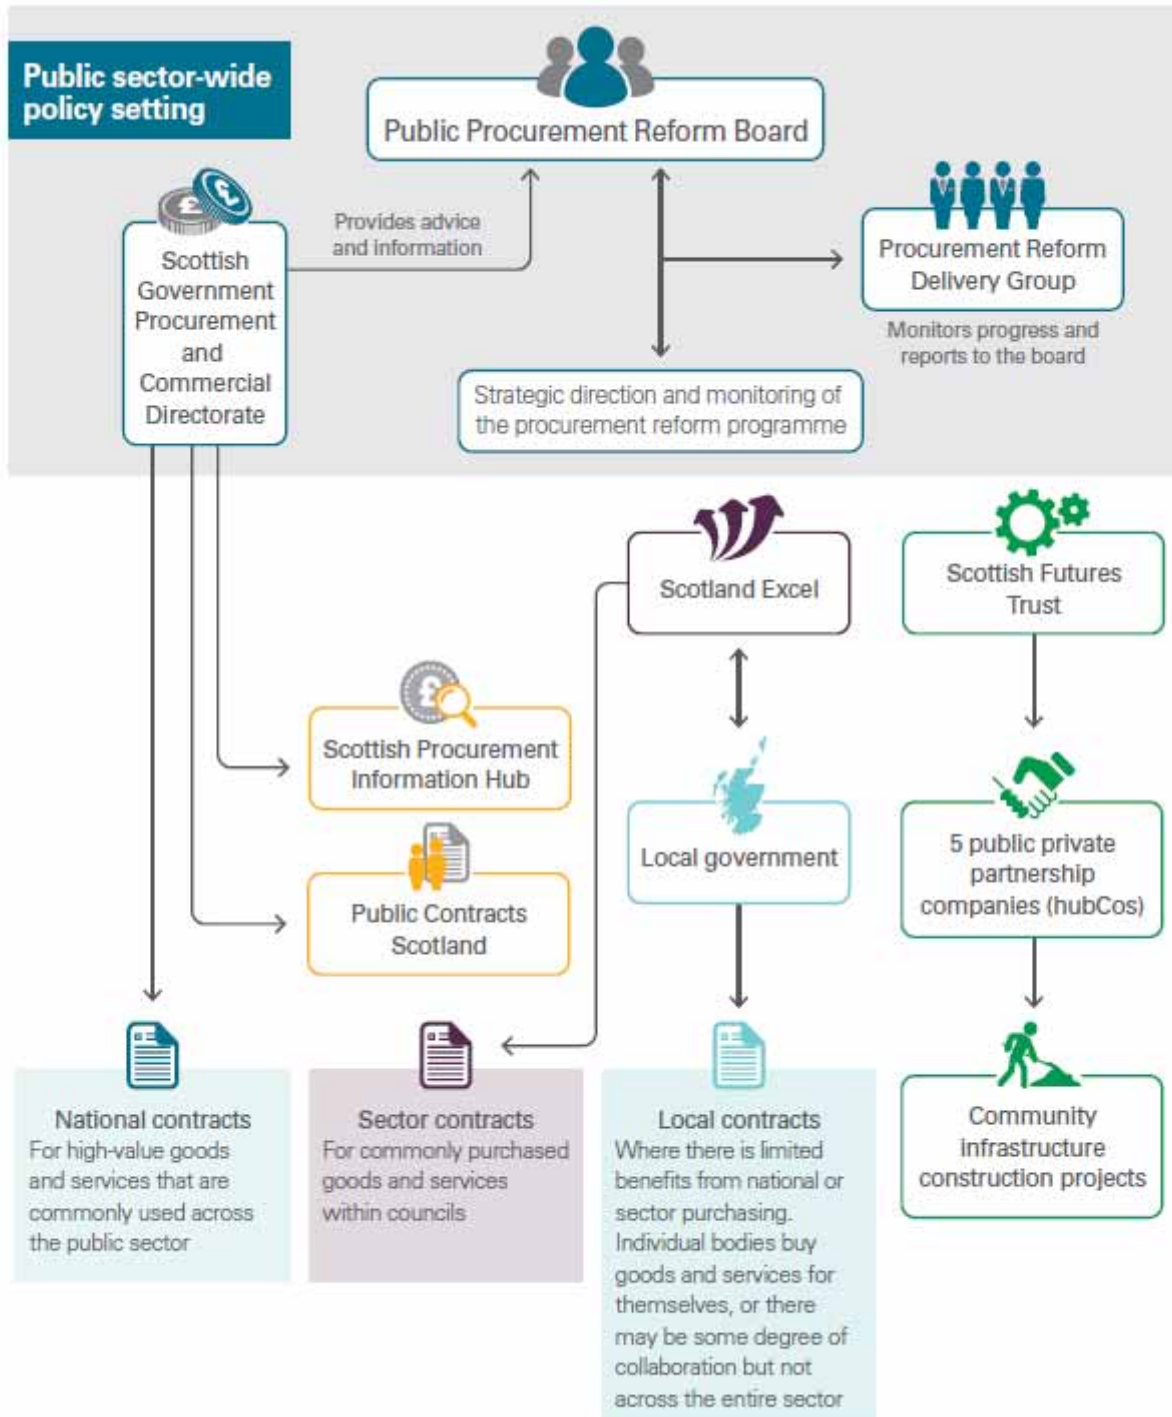 Public sector-wide
policy setting
Public Procurement Reform Board
Provides advice
and information
Scottish
Government
Procurement
and
Commercial
Directorate
Procurement Reform
Delivery Group
Monitors progress and
reports to the board
Strategic direction and monitoring of
the procurement reform programme
Scotland Excel
Scottish Futures
Trust
£
Scottish Procurement
Information Hub
Local government
5 public private
partnership
companies (hubCos)
Public Contracts
Scotland
National contracts
For high-value goods
and services that are
commonly used across
the public sector
Sector contracts
For commonly purchased
goods and services
within councils
Local contracts
Where there is limited
benefits from national or
sector purchasing.
Individual bodies buy
goods and services for
themselves, or there
may be some degree of
collaboration but not
across the entire sector
Community
infrastructure
construction projects